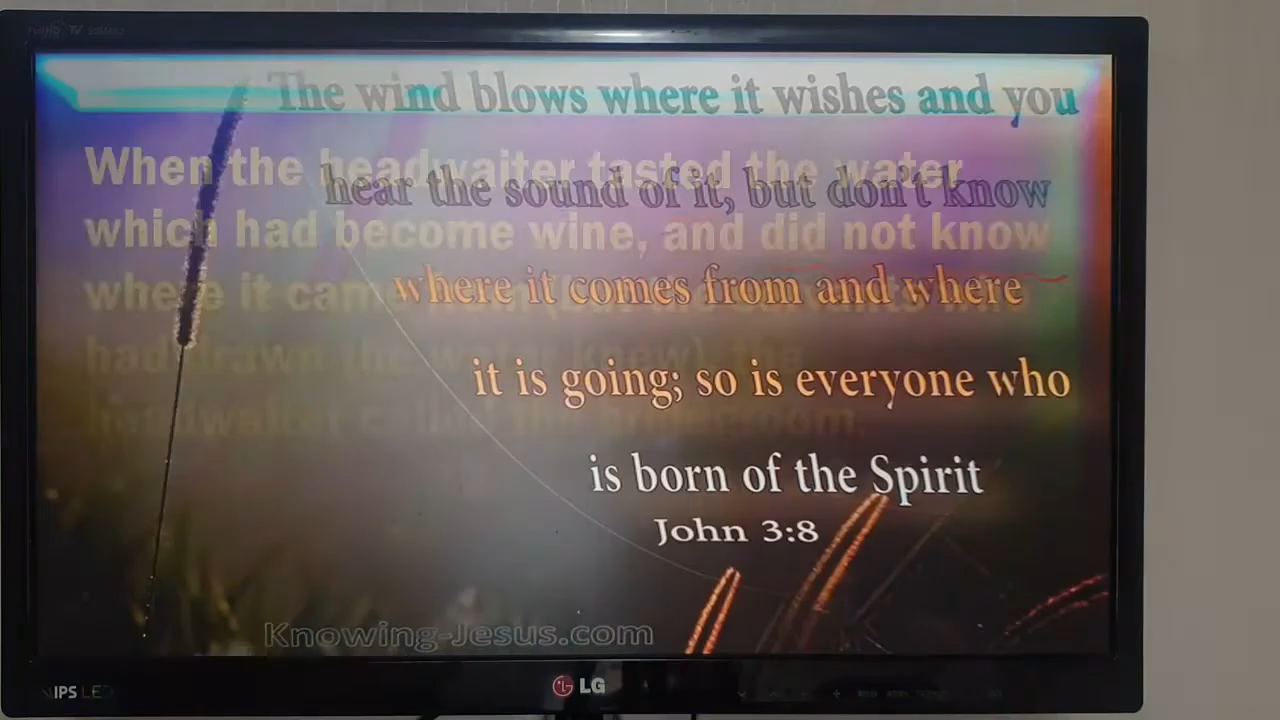 The wind blows where it wishes and you
When the headwaiter tasted the water
hear the sound of it, but don't know
which had become wine, and did not know
where it
where it comes from and where
it is going; so is everyone who
is born of the Spirit
John 3:8
Knowing-Jesus.com
IPS LED
LG